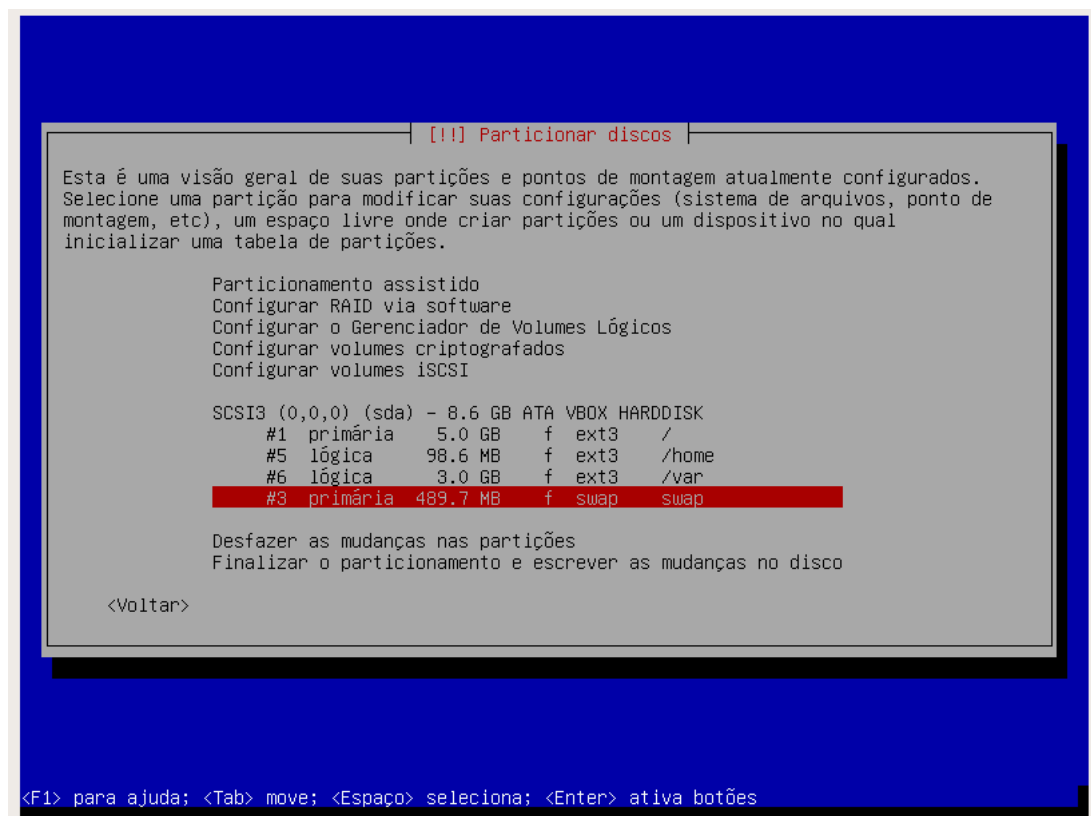 [!!] Particionar discos
Esta é uma visão geral de suas partições e pontos de montagem atualmente configurados.
Selecione uma partição para modificar suas configurações (sistema de arquivos, ponto de
montagem, etc), um espaço livre onde criar partições ou um dispositivo no qual
inicializar uma tabela de partições.
Particionamento assistido
Configurar RAID via software
Configurar o Gerenciador de Volumes Lógicos
Configurar volumes criptografados
Configurar volumes iSCSI
SCSI3 (0,0,0) (sda) - 8.6 GB ATA VBOX HARDDISK
#1 primária 5.0 GB f ext3 /
#5 lógica 98.6 MB f ext3 /home
#6 lógica 3.0 GB f ext3 /var
#3 primária 489.7 MB f swap swap
Desfazer as mudanças nas partições
Finalizar o particionamento e escrever as mudanças no disco
<Voltar>
<F1> para ajuda; <Tab> move; <Espaço> seleciona; <Enter> ativa botões